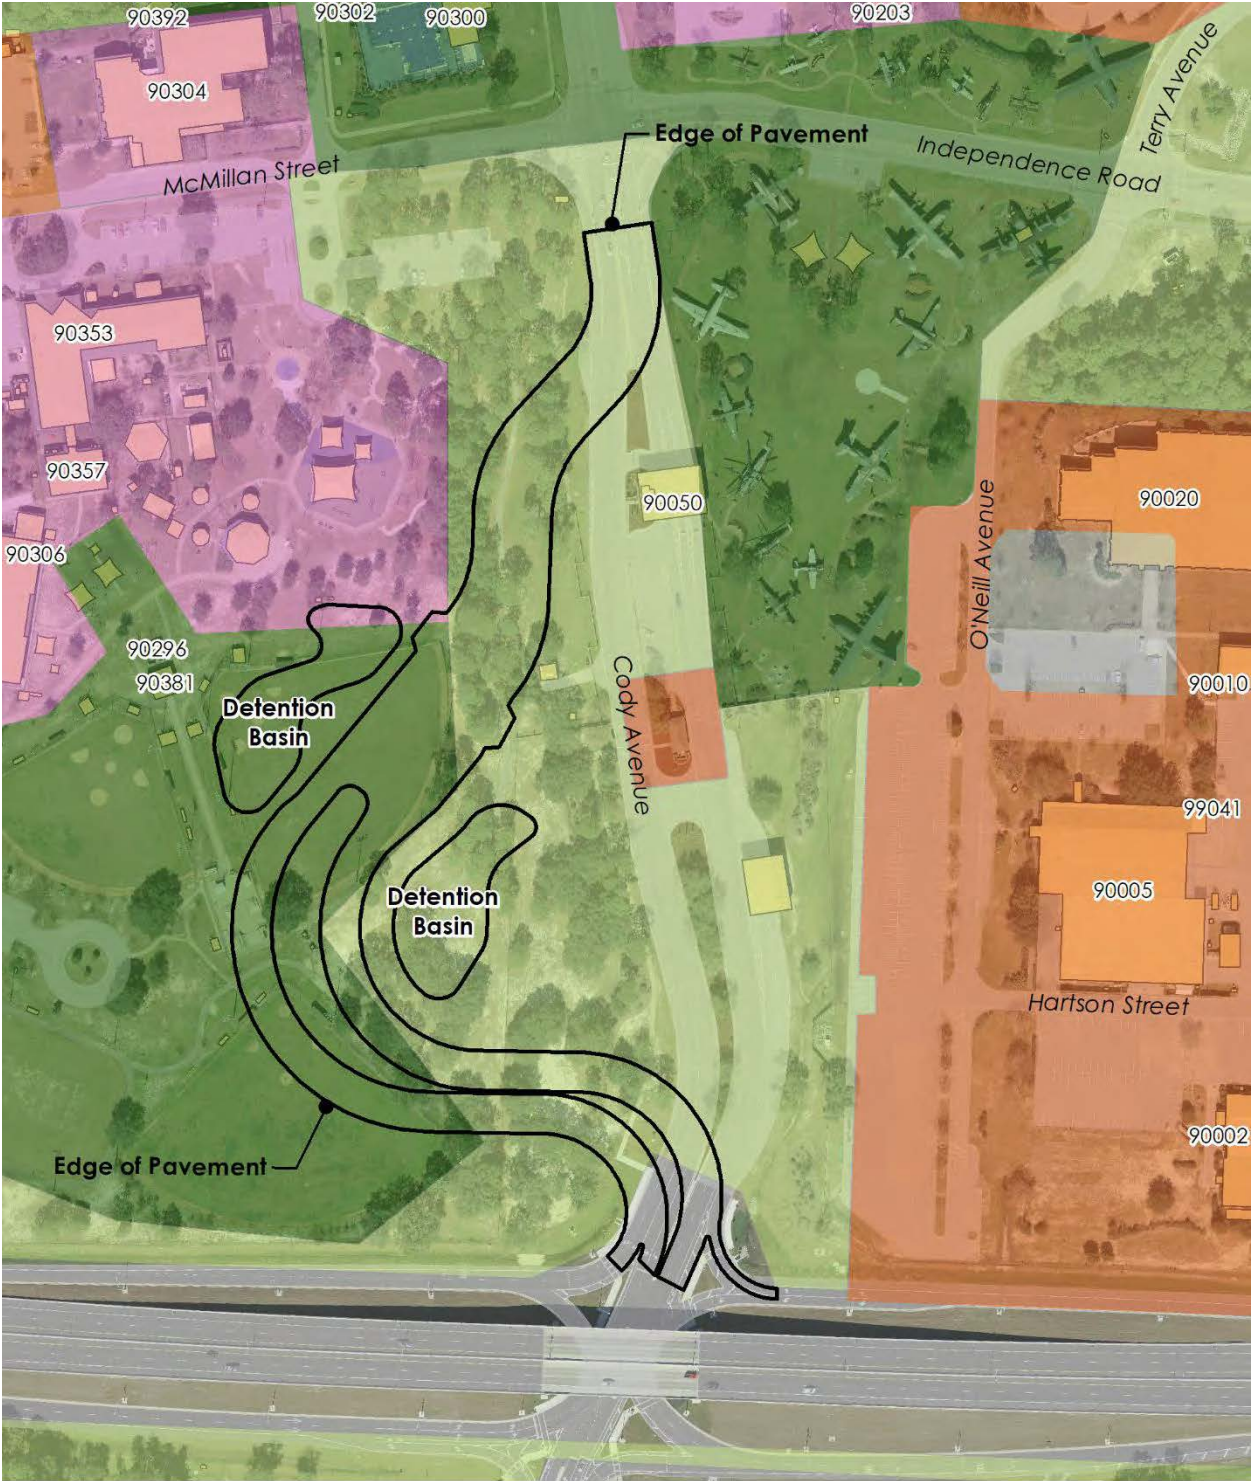 90392
90302
90300
90203
90304
Terry Avenue
Edge of Pavement
Independence Road
McMillan Street
90353
90357
90050
90020
90306
O'Neill Avenue
90296
90381
90010
Detention
Basin
Cody Avenue
99041
90005
Detention
Basin
Hartson Street
90002
Edge of Pavement